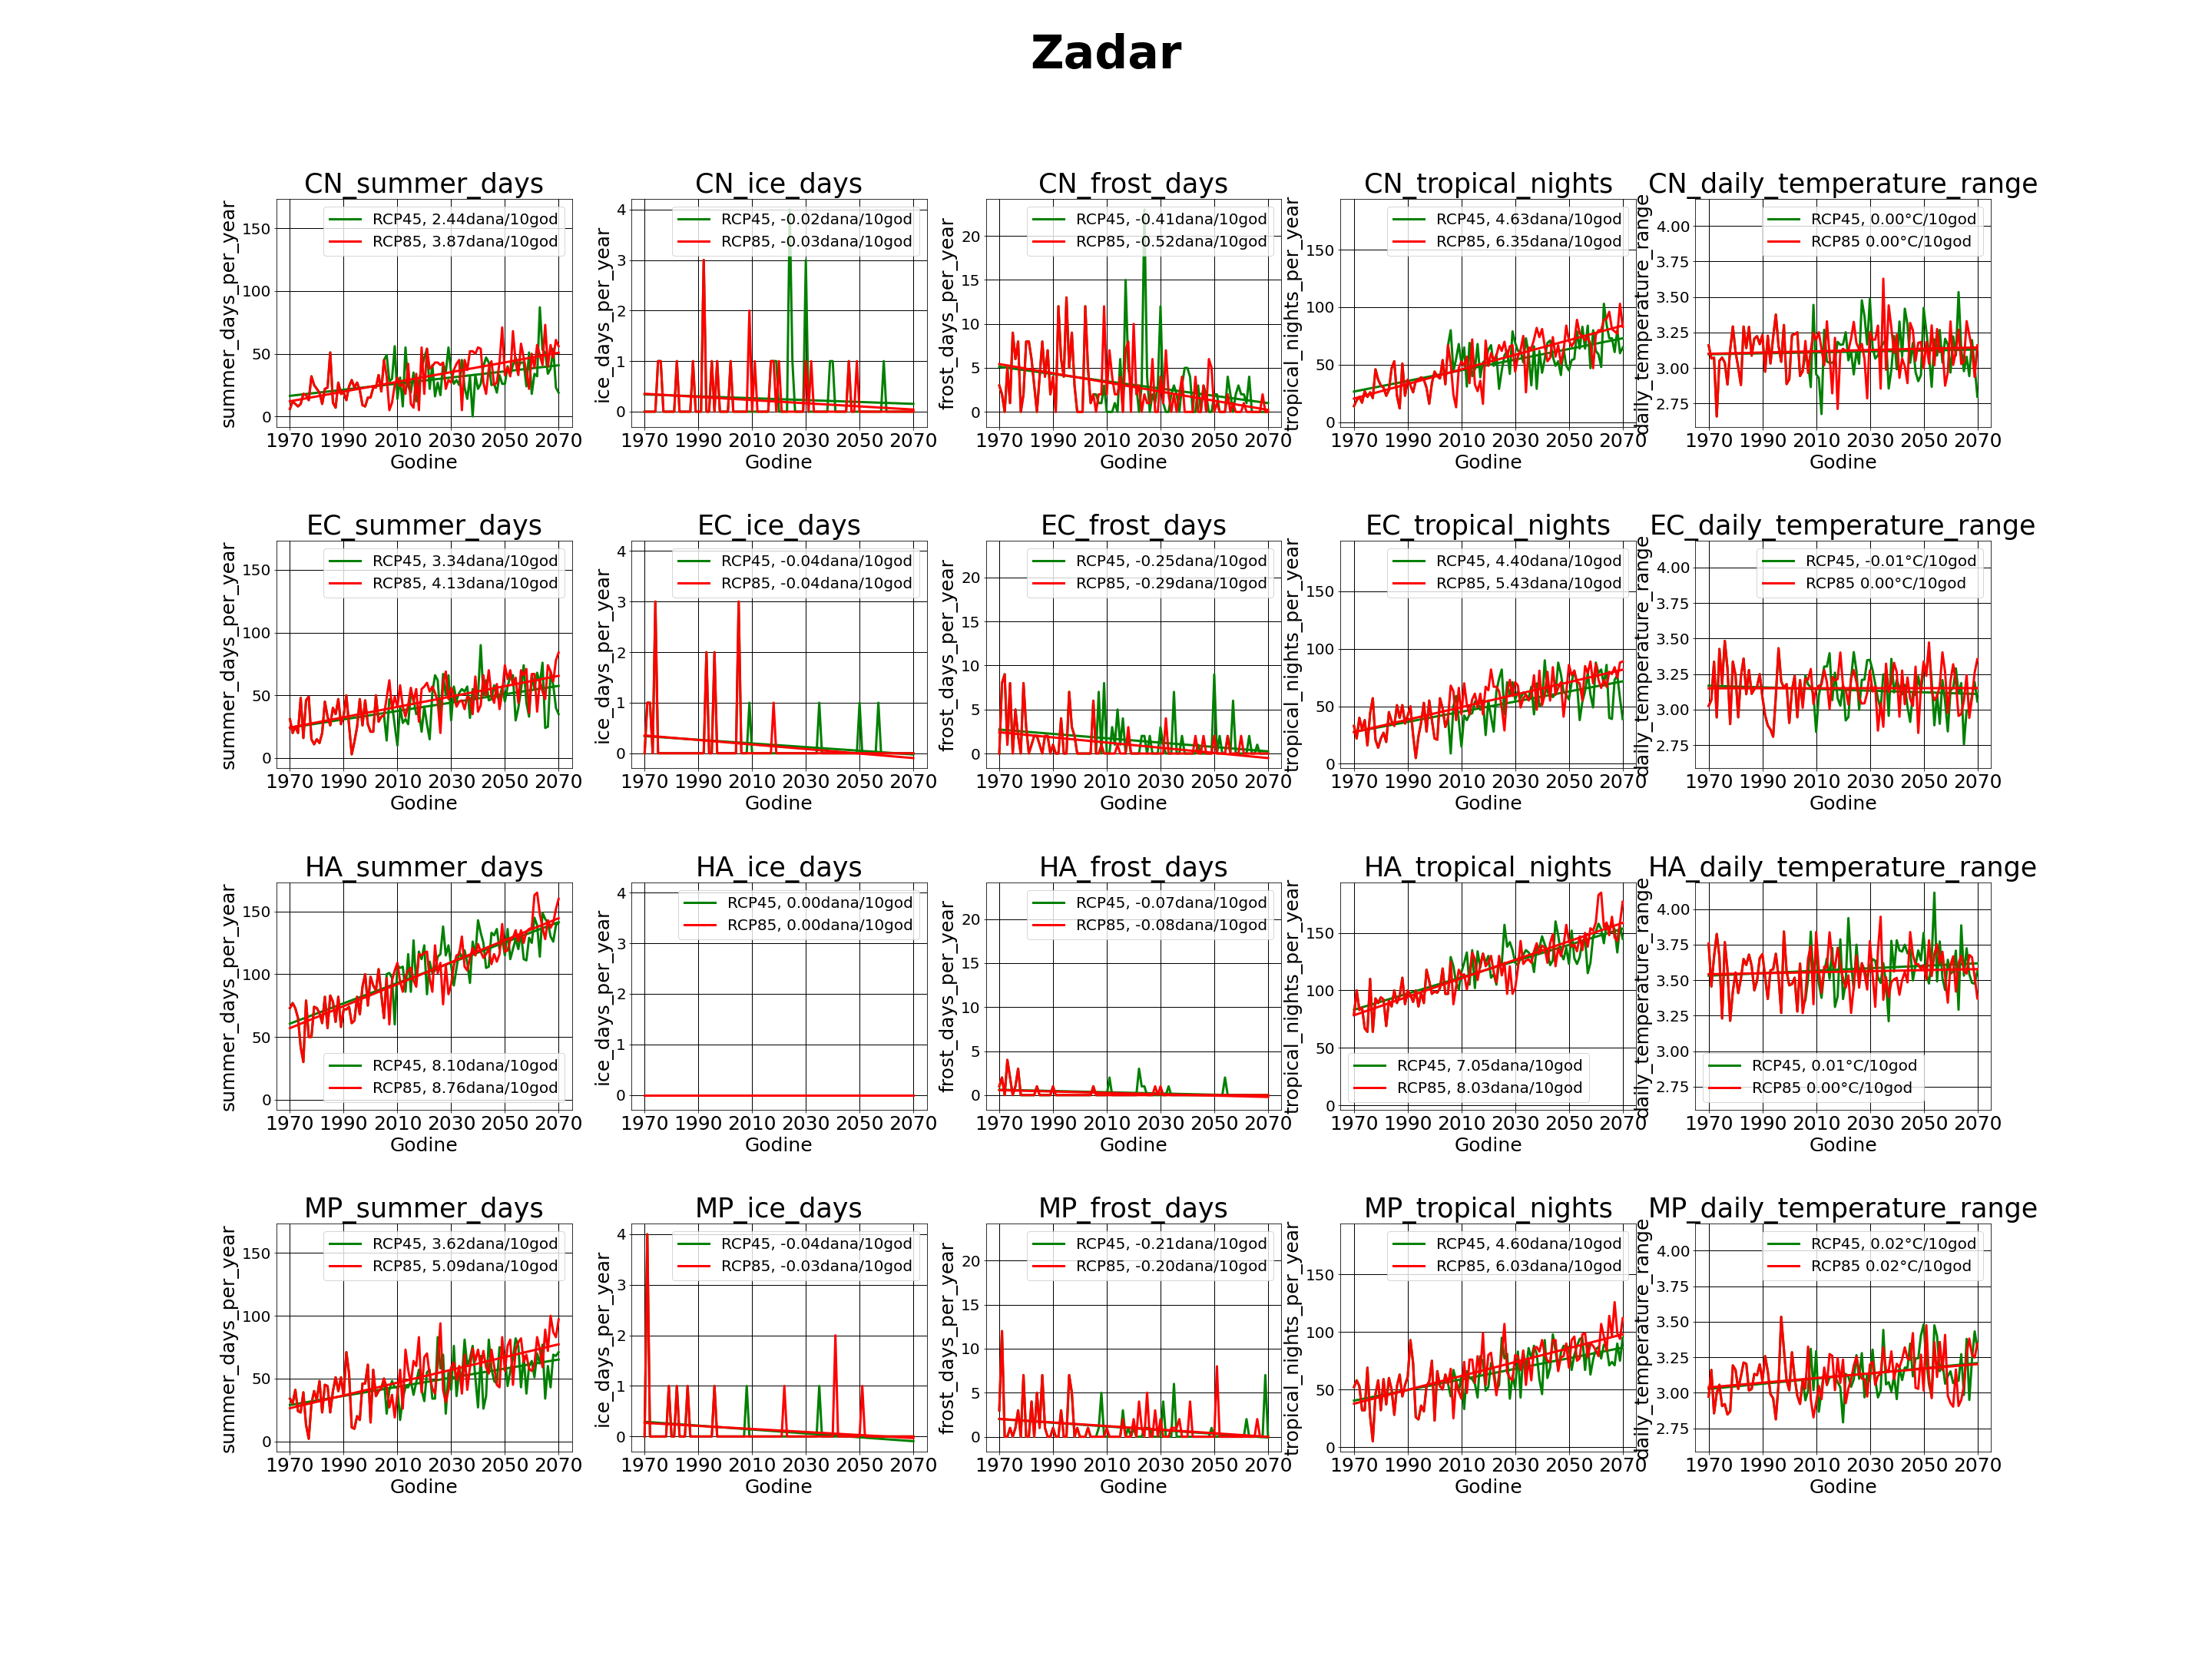 Zadar
CN_summer_days
summer_days_per_year
150
100
50
0
RCP45, 2.44dana/10god
RCP85, 3.87dana/10god
1970 1990 2010 2030 2050 2070
Godine
CN_ice_days
ice_days_per_year
4
3
2
1
0
RCP45, -0.02dana/10god
RCP85, -0.03dana/10god
1970 1990 2010 2030 2050 2070
Godine
CN_frost_days
frost_days_per_year
20
15
10
5
0
RCP45, -0.41dana/10god
RCP85, -0.52dana/10god
1970 1990 2010 2030 2050 2070
Godine
CN_tropical_nights
tropical_nights_per_year
150
100
50
0
RCP45, 4.63dana/10god
RCP85, 6.35dana/10god
1970 1990 2010 2030 2050 2070
Godine
CN_daily_temperature_range
daily_temperature_range
4.00
3.75
3.50
3.25
3.00
2.75
RCP45, 0.00°C/10god
RCP85 0.00°C/10god
1970 1990 2010 2030 2050 2070
Godine
EC_summer_days
summer_days_per_year
150
100
50
0
RCP45, 3.34dana/10god
RCP85, 4.13dana/10god
1970 1990 2010 2030 2050 2070
Godine
EC_ice_days
ice_days_per_year
4
3
2
1
0
RCP45, -0.04dana/10god
RCP85, -0.04dana/10god
1970 1990 2010 2030 2050 2070
Godine
EC_frost_days
frost_days_per_year
20
15
10
5
0
RCP45, -0.25dana/10god
RCP85, -0.29dana/10god
1970 1990 2010 2030 2050 2070
Godine
EC_tropical_nights
tropical_nights_per_year
150
100
50
0
RCP45, 4.40dana/10god
RCP85, 5.43dana/10god
1970 1990 2010 2030 2050 2070
Godine
EC_daily_temperature_range
daily_temperature_range
4.00
3.75
3.50
3.25
3.00
2.75
RCP45, -0.01°C/10god
RCP85 0.00°C/10god
1970 1990 2010 2030 2050 2070
Godine
HA_summer_days
summer_days_per_year
150
100
50
0
RCP45, 8.10dana/10god
RCP85, 8.76dana/10god
1970 1990 2010 2030 2050 2070
Godine
HA_ice_days
ice_days_per_year
4
3
2
1
0
RCP45, 0.00dana/10god
RCP85, 0.00dana/10god
1970 1990 2010 2030 2050 2070
Godine
HA_frost_days
frost_days_per_year
20
15
10
5
0
RCP45, -0.07dana/10god
RCP85, -0.08dana/10god
1970 1990 2010 2030 2050 2070
Godine
HA_tropical_nights
tropical_nights_per_year
150
100
50
0
RCP45, 7.05dana/10god
RCP85, 8.03dana/10god
1970 1990 2010 2030 2050 2070
Godine
HA_daily_temperature_range
daily_temperature_range
4.00
3.75
3.50
3.25
3.00
2.75
RCP45, 0.01°C/10god
RCP85 0.00°C/10god
1970 1990 2010 2030 2050 2070
Godine
MP_summer_days
summer_days_per_year
150
100
50
0
RCP45, 3.62dana/10god
RCP85, 5.09dana/10god
1970 1990 2010 2030 2050 2070
Godine
MP_ice_days
ice_days_per_year
4
3
2
1
0
RCP45, -0.04dana/10god
RCP85, -0.03dana/10god
1970 1990 2010 2030 2050 2070
Godine
MP_frost_days
frost_days_per_year
20
15
10
5
0
RCP45, -0.21dana/10god
RCP85, -0.20dana/10god
1970 1990 2010 2030 2050 2070
Godine
MP_tropical_nights
tropical_nights_per_year
150
100
50
0
RCP45, 4.60dana/10god
RCP85, 6.03dana/10god
1970 1990 2010 2030 2050 2070
Godine
MP_daily_temperature_range
daily_temperature_range
4.00
3.75
3.50
3.25
3.00
2.75
RCP45, 0.02°C/10god
RCP85 0.02°C/10god
1970 1990 2010 2030 2050 2070
Godine